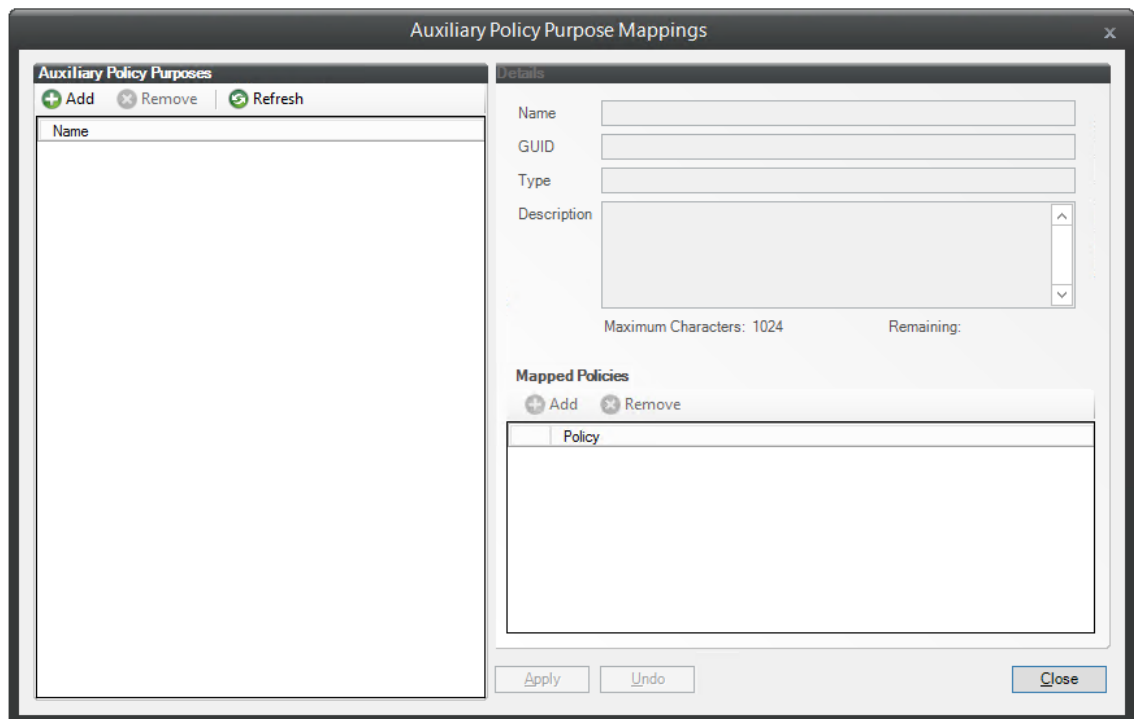 Auxiliary Policy Purpose Mappings
x
Auxiliary Policy Purposes
Add Remove Refresh
Name
Details
Name
GUID
Type
Description
Maximum Characters: 1024 Remaining:
Mapped Policies
Add Remove
Policy
Apply Undo Close